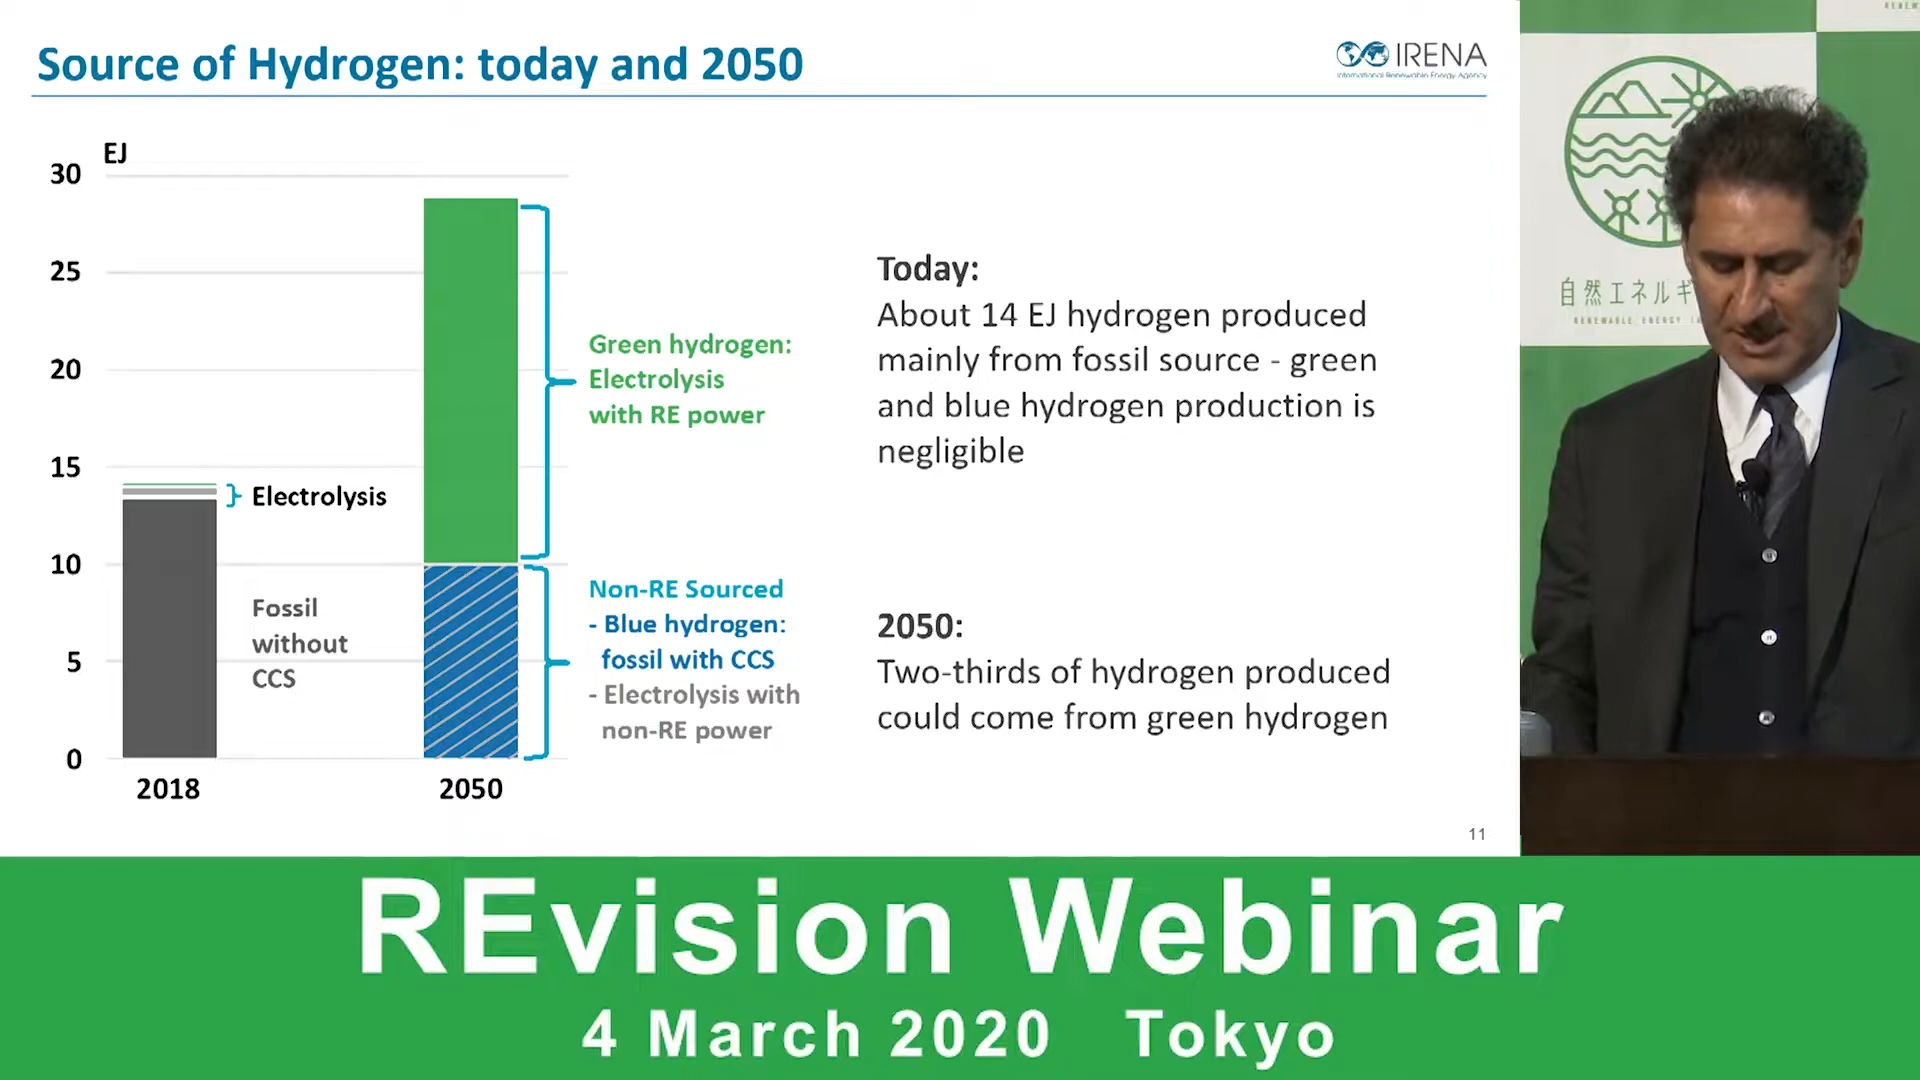 Source of Hydrogen: today and 2050
IRENA
International Renewable Energy Agency
EJ
30
25
20
15
10
5
0
2018
2050
Electrolysis
Fossil
without
CCS
Green hydrogen:
Electrolysis
with RE power
Non-RE Sourced
- Blue hydrogen:
fossil with CCS
- Electrolysis with
non-RE power
Today:
About 14 EJ hydrogen produced
mainly from fossil source - green
and blue hydrogen production is
negligible
2050:
Two-thirds of hydrogen produced
could come from green hydrogen
11
自然エネルギ
RENEWABLE ENERGY
REvision Webinar
4 March 2020 Tokyo